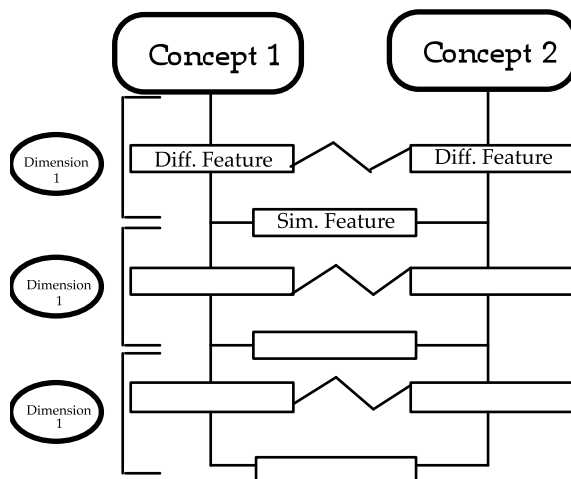 Concept 1
Concept 2
Dimension
1
Diff. Feature
Diff. Feature
Sim. Feature
Dimension
1
Dimension
1